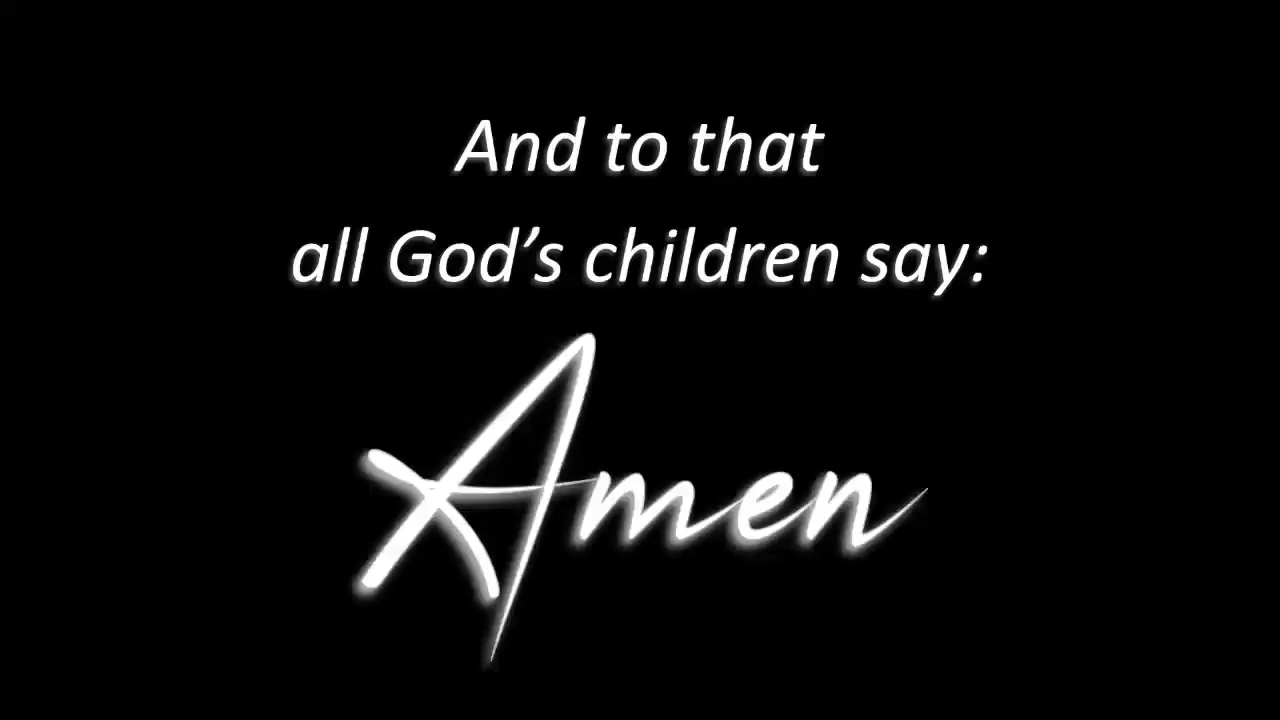 And to that
all God’s children say:
Amen